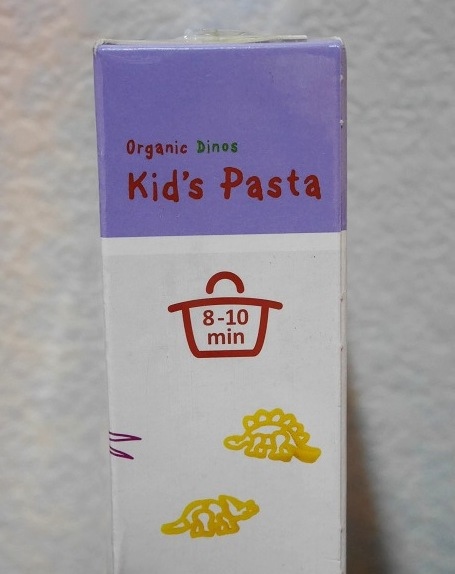 Organic Dinos
Kid's Pasta
8-10
min